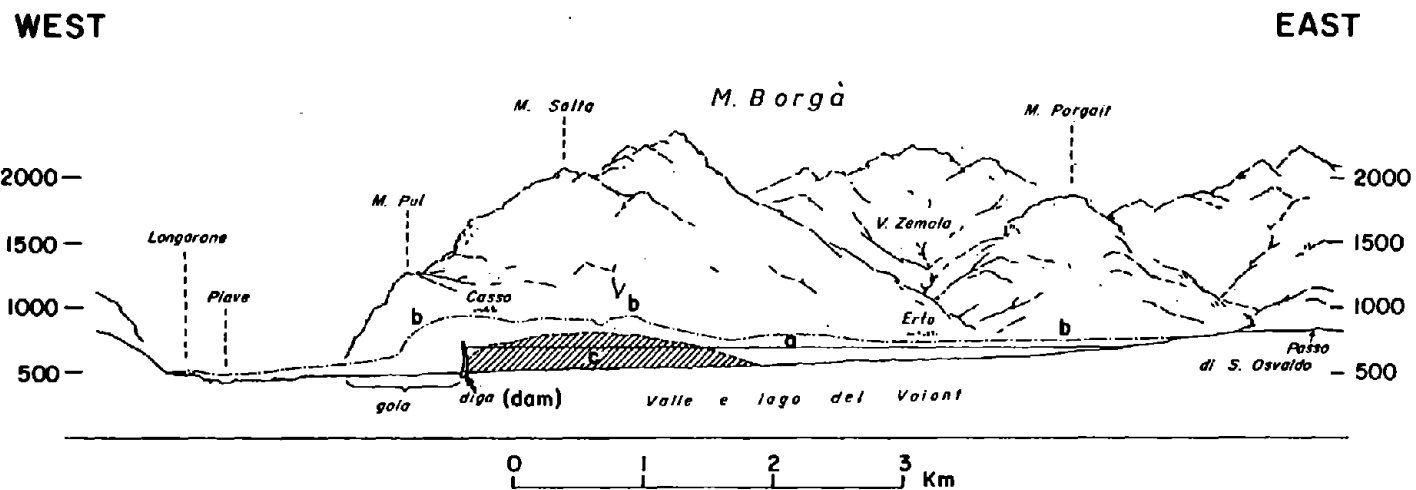 WEST
EAST
M. Salta
M. Borgà
M. Porgait
2000
2000
M. Pul
1500
V. Zemola
1500
Longarone
Piave
1000
Casso
b
b
Erto
b
1000
a
c
500
Passo
di S. Osvaldo
500
gola
diga (dam)
Valle e lago del Vaiont
0
1
2
3
Km